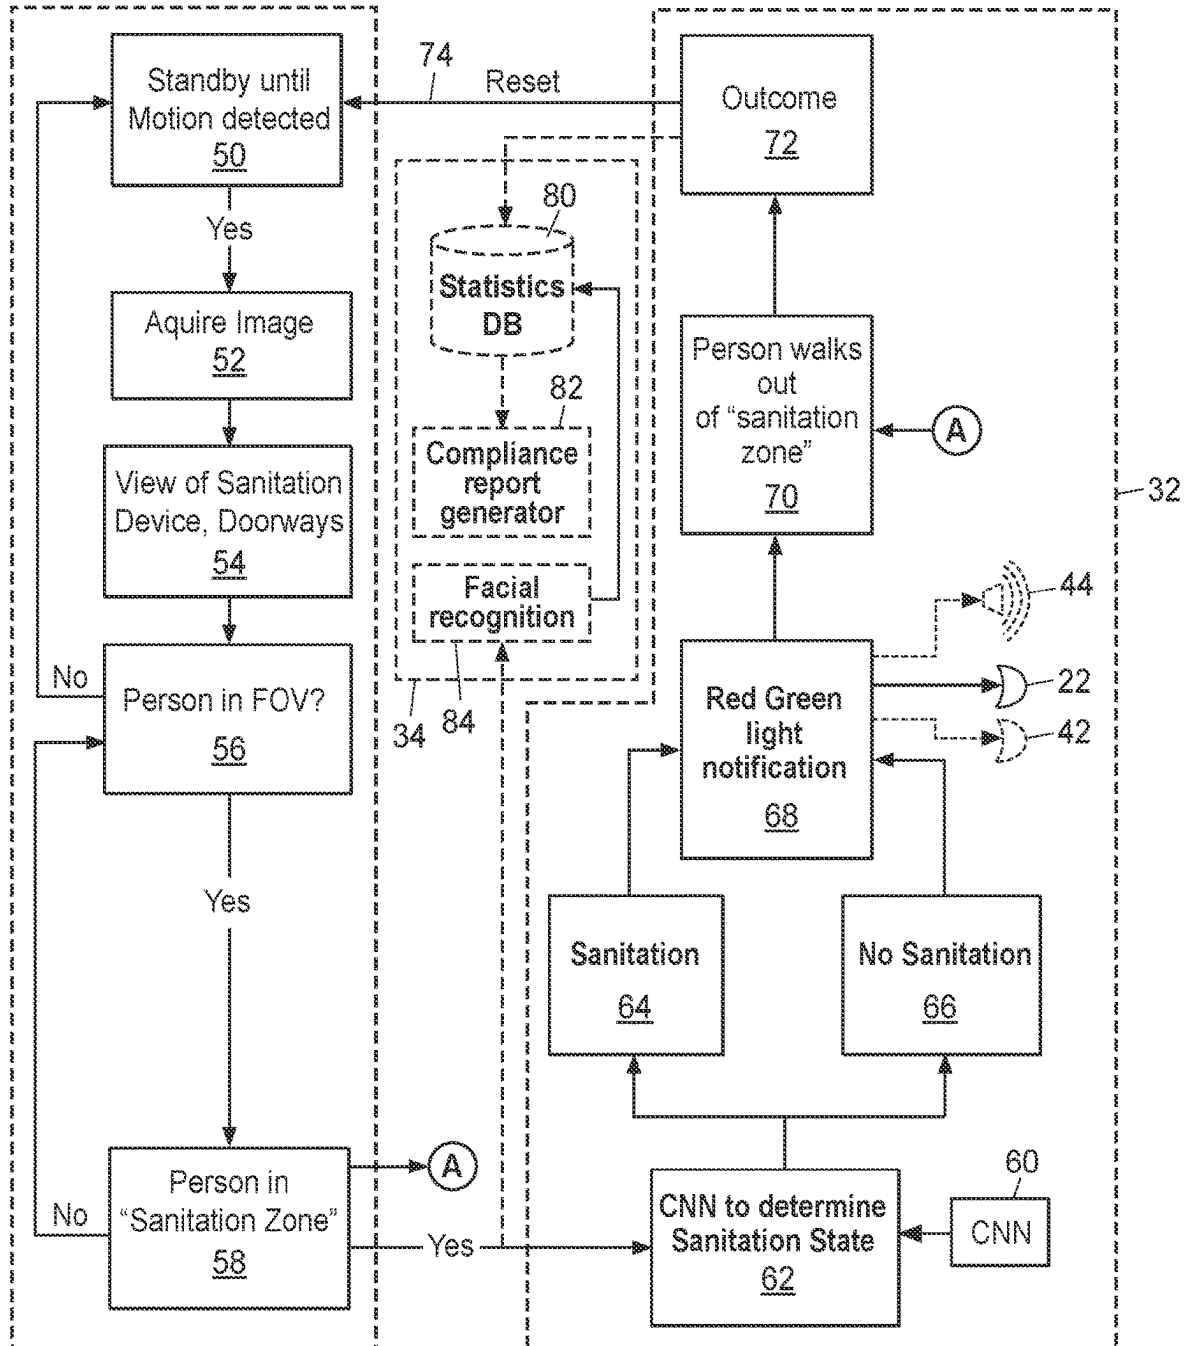 Standby until
Motion detected
50
Yes
Aquire Image
52
View of Sanitation
Device, Doorways
54
No
Person in FOV?
56
Yes
No
Person in
“Sanitation Zone”
58
A
Yes
74
Reset
80
Statistics
DB
82
Compliance
report
generator
Facial
recognition
34
84
Outcome
72
Person walks
out
of “sanitation
zone”
70
A
32
44
22
42
Red Green
light
notification
68
Sanitation
64
No Sanitation
66
CNN to determine
Sanitation State
62
60
CNN